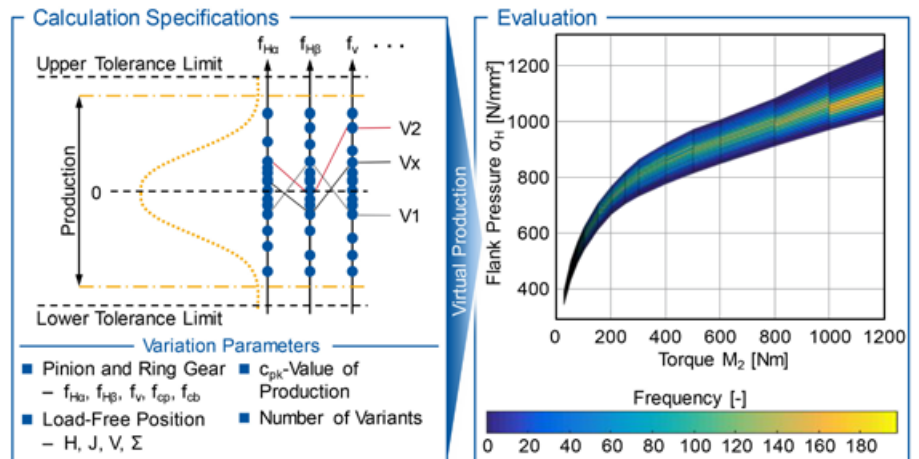 Calculation Specifications
f_Hα f_Hβ f_v · · ·
Upper Tolerance Limit
V2
Vx
Production
0
V1
Lower Tolerance Limit
Variation Parameters
Pinion and Ring Gear
– f_Hα, f_Hβ, f_v, f_cp, f_cb
Load-Free Position
– H, J, V, Σ
c_pk-Value of
Production
Number of Variants
Virtual Production
Evaluation
Flank Pressure σ_H [N/mm²]
1200
1000
800
600
400
0 200 400 600 800 1000 1200
Torque M_2 [Nm]
Frequency [-]
0 20 40 60 80 100 120 140 160 180